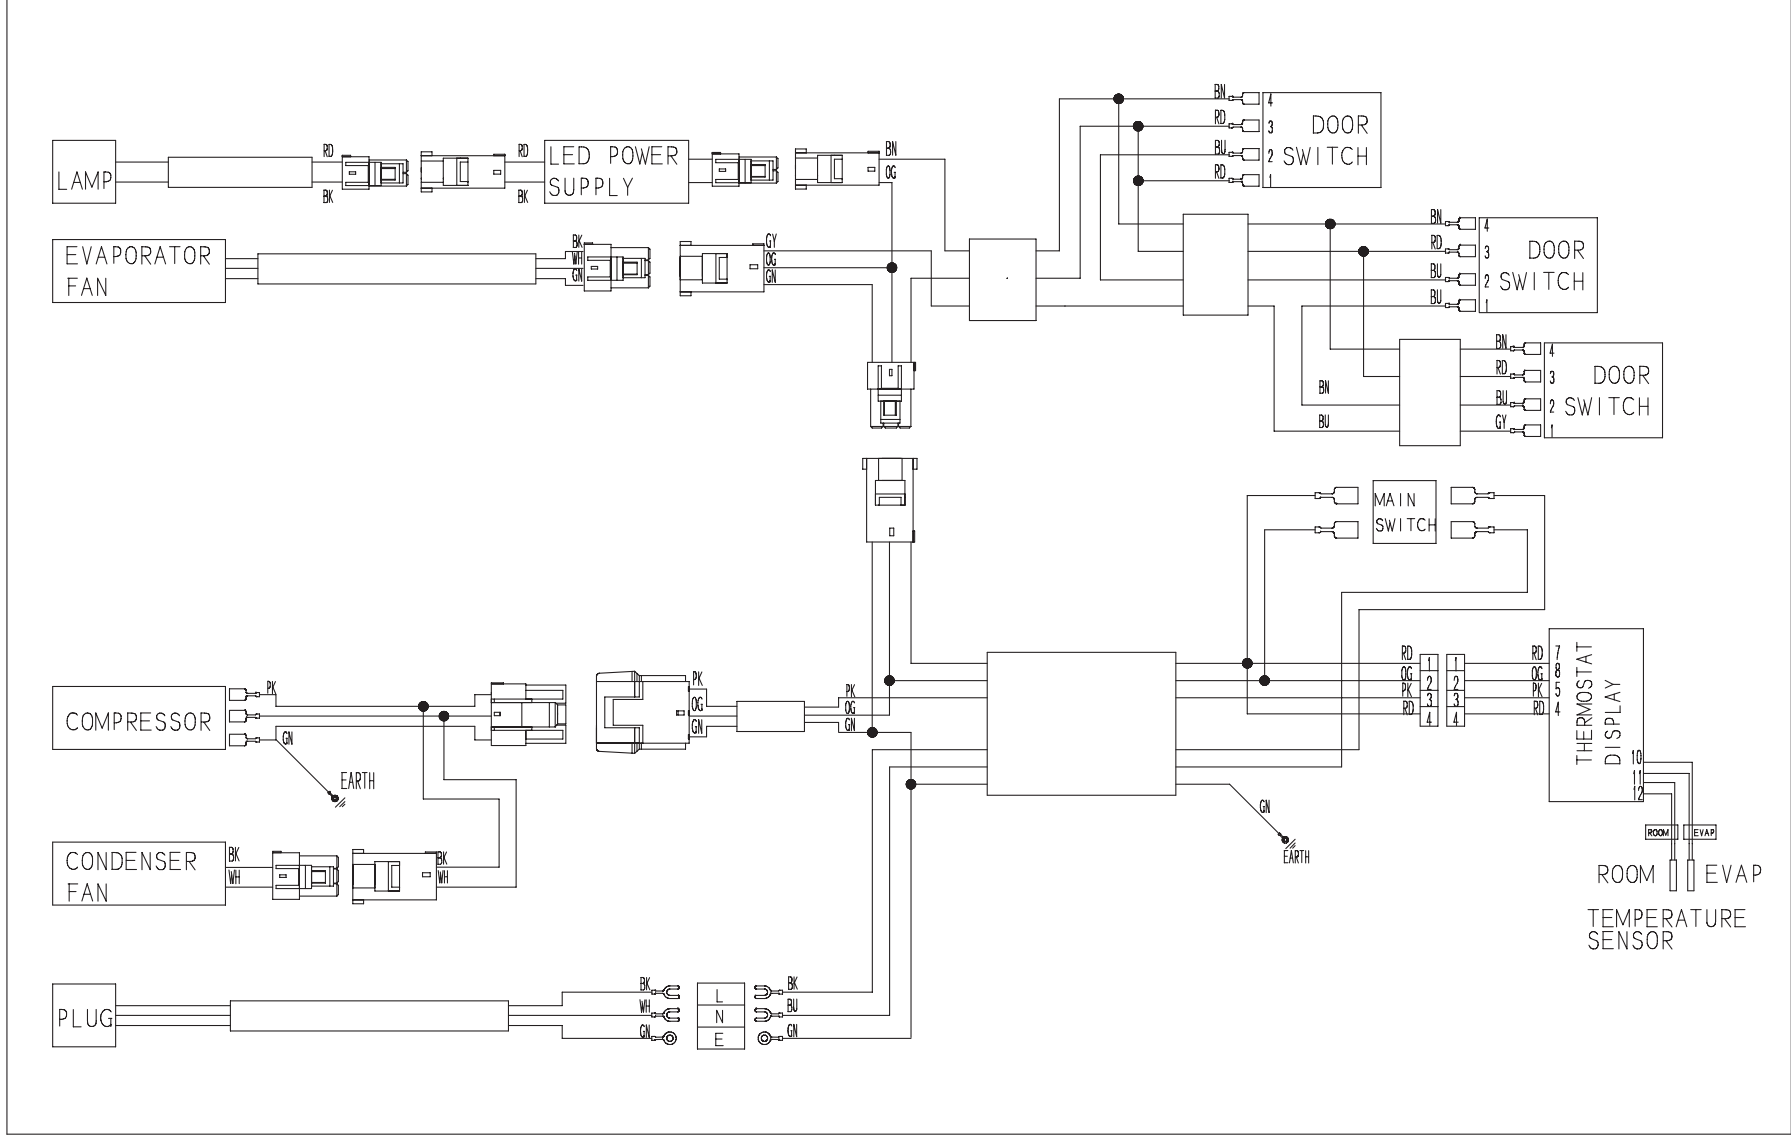 BN
4
RD
3
DOOR
BU
2
SWITCH
RD
1
RD
RD
LED POWER
BN
LAMP
SUPPLY
OG
BK
BK
BN
4
RD
3
DOOR
BU
2
SWITCH
BU
1
EVAPORATOR
BK
GY
FAN
WH
OG
GN
GN
BN
4
RD
3
DOOR
BN
BU
2
SWITCH
BU
GY
1
MAIN
SWITCH
RD
1
1
RD
7
OG
2
2
OG
8
PK
3
3
PK
5
RD
4
4
RD
4
THERMOSTAT
DISPLAY
10
11
12
COMPRESSOR
PK
GN
EARTH
PK
OG
GN
PK
OG
GN
GN
EARTH
ROOM
EVAP
ROOM
EVAP
TEMPERATURE
SENSOR
CONDENSER
FAN
BK
WH
BK
WH
PLUG
BK
L
BK
WH
N
BU
GN
E
GN